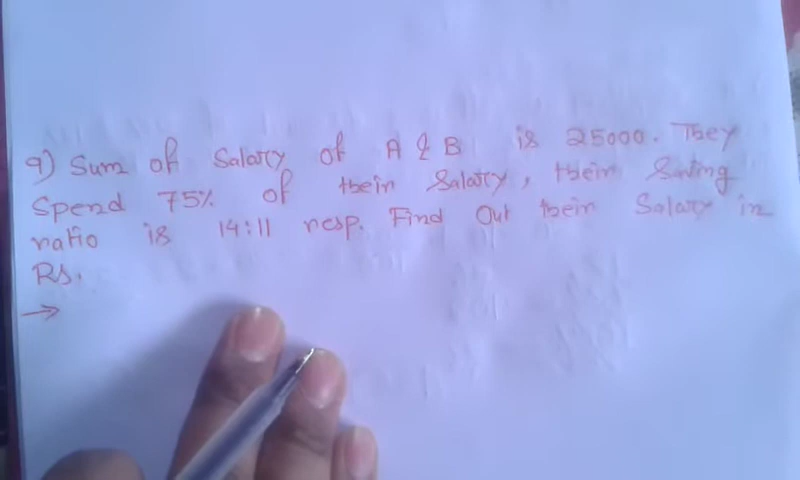 9) Sum of Salary of A & B is 25000. They
Spend 75% of their Salary, their Saving
ratio is 14:11 resp. Find Out their Salary in
RS.
→